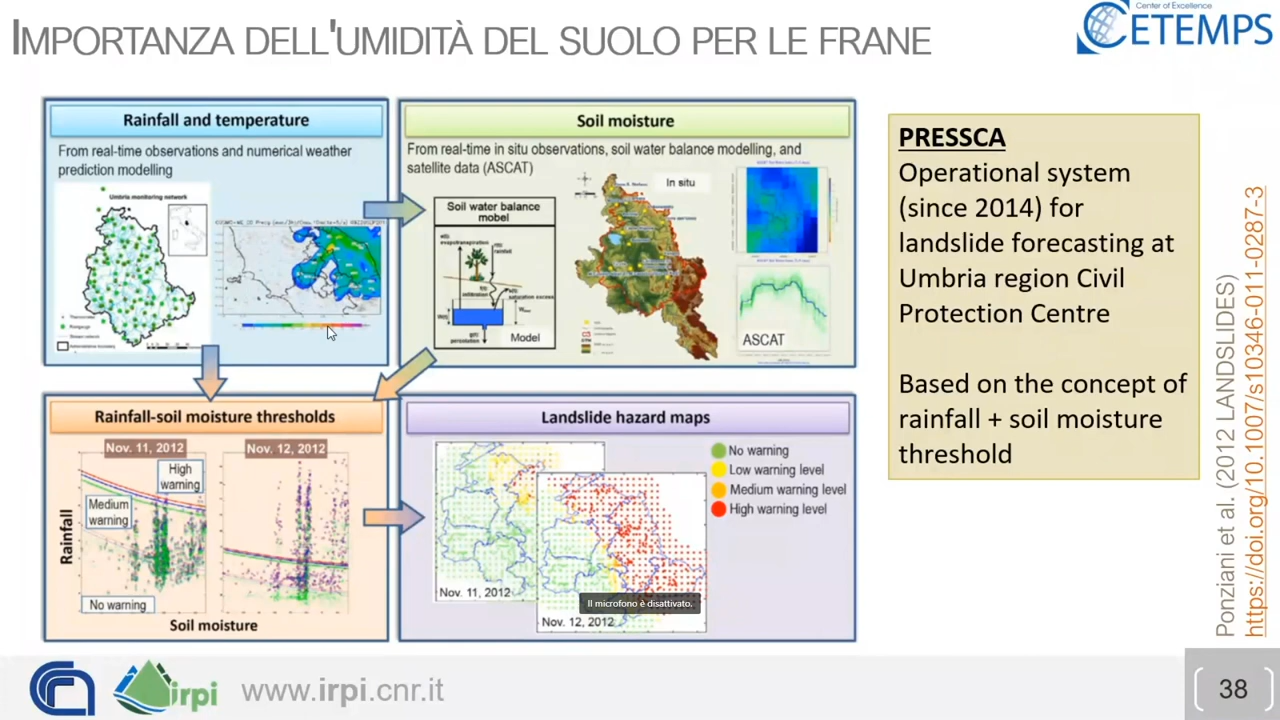 IMPORTANZA DELL'UMIDITÀ DEL SUOLO PER LE FRANE
Center of Excellence
CETEMPS
Rainfall and temperature
From real-time observations and numerical weather
prediction modelling
Umbria monitoring network
Soil moisture
From real-time in situ observations, soil water balance modelling, and
satellite data (ASCAT)
Soil water balance
mobel
evapotranspiration
rainfall
infiltration
saturation excess
percolation
Model
In situ
ASCAT
Rainfall-soil moisture thresholds
Nov. 11, 2012
Nov. 12, 2012
High
warning
Medium
warning
No warning
Rainfall
Soil moisture
Landslide hazard maps
No warning
Low warning level
Medium warning level
High warning level
Nov. 11, 2012
Nov. 12, 2012
Il microfono è disattivato.
PRESSCA
Operational system
(since 2014) for
landslide forecasting at
Umbria region Civil
Protection Centre
Based on the concept of
rainfall + soil moisture
threshold
Ponziani et al. (2012 LANDSLIDES)
https://doi.org/10.1007/s10346-011-0287-3
irpi
www.irpi.cnr.it
38